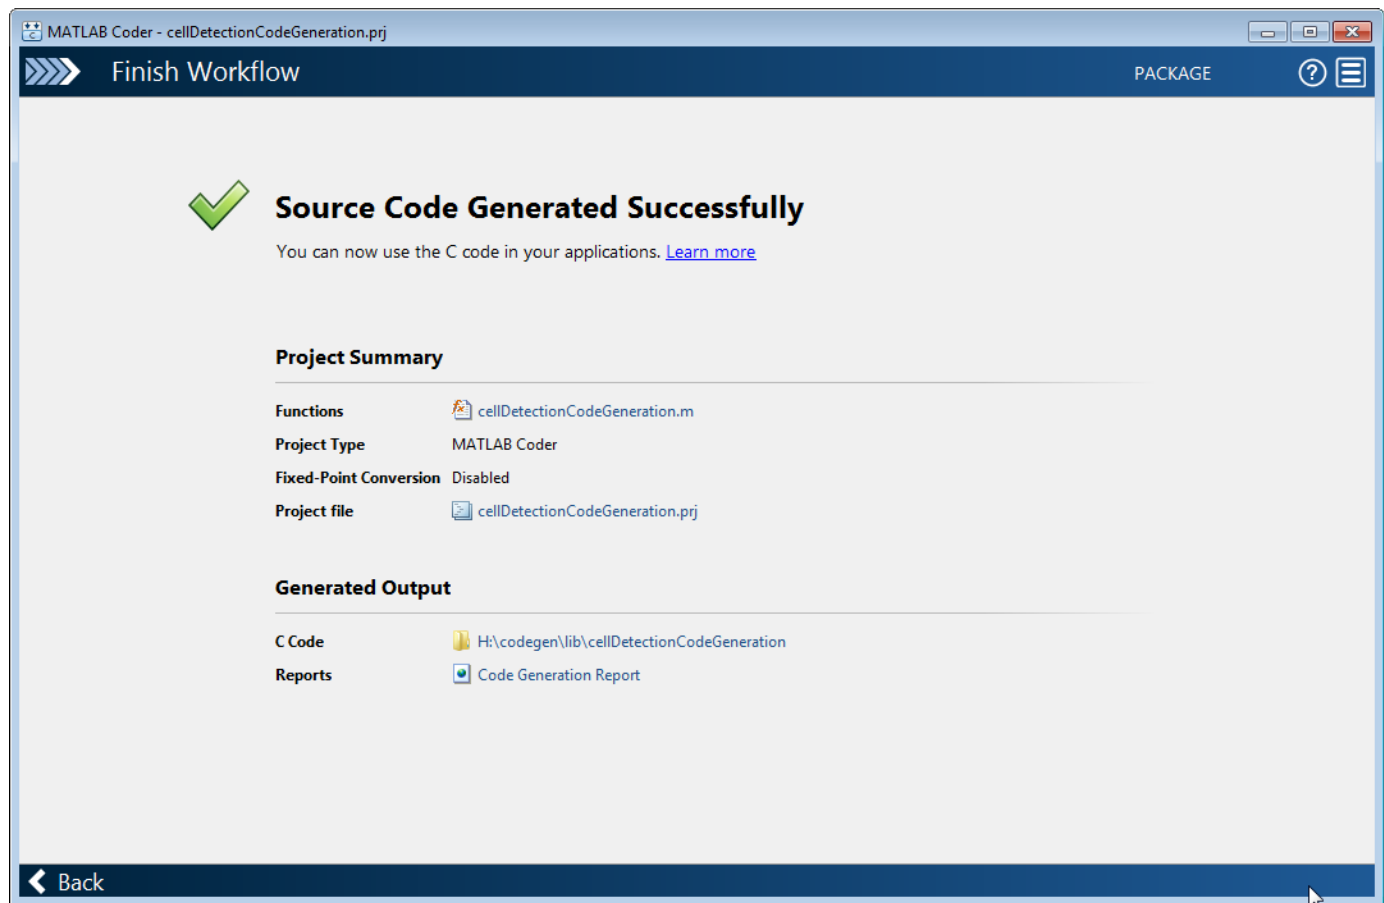 MATLAB Coder - cellDetectionCodeGeneration.prj
Finish Workflow PACKAGE
Source Code Generated Successfully
You can now use the C code in your applications. Learn more
Project Summary
Functions cellDetectionCodeGeneration.m
Project Type MATLAB Coder
Fixed-Point Conversion Disabled
Project file cellDetectionCodeGeneration.prj
Generated Output
C Code H:\codegen\lib\cellDetectionCodeGeneration
Reports Code Generation Report
Back